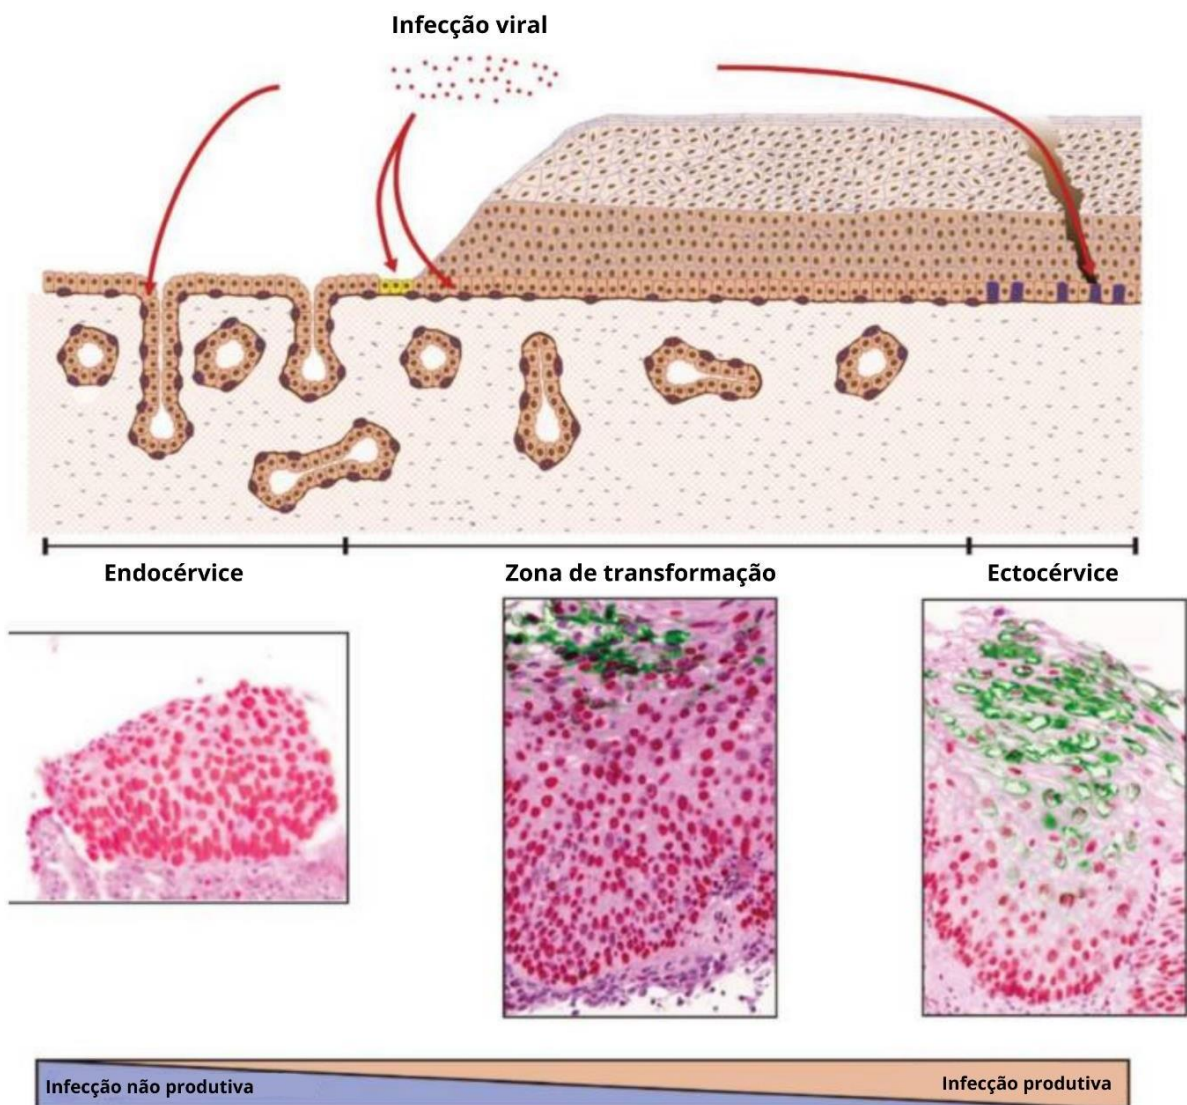 Infecção viral
Endocérvice
Zona de transformação
Ectocérvice
Infecção não produtiva
Infecção produtiva